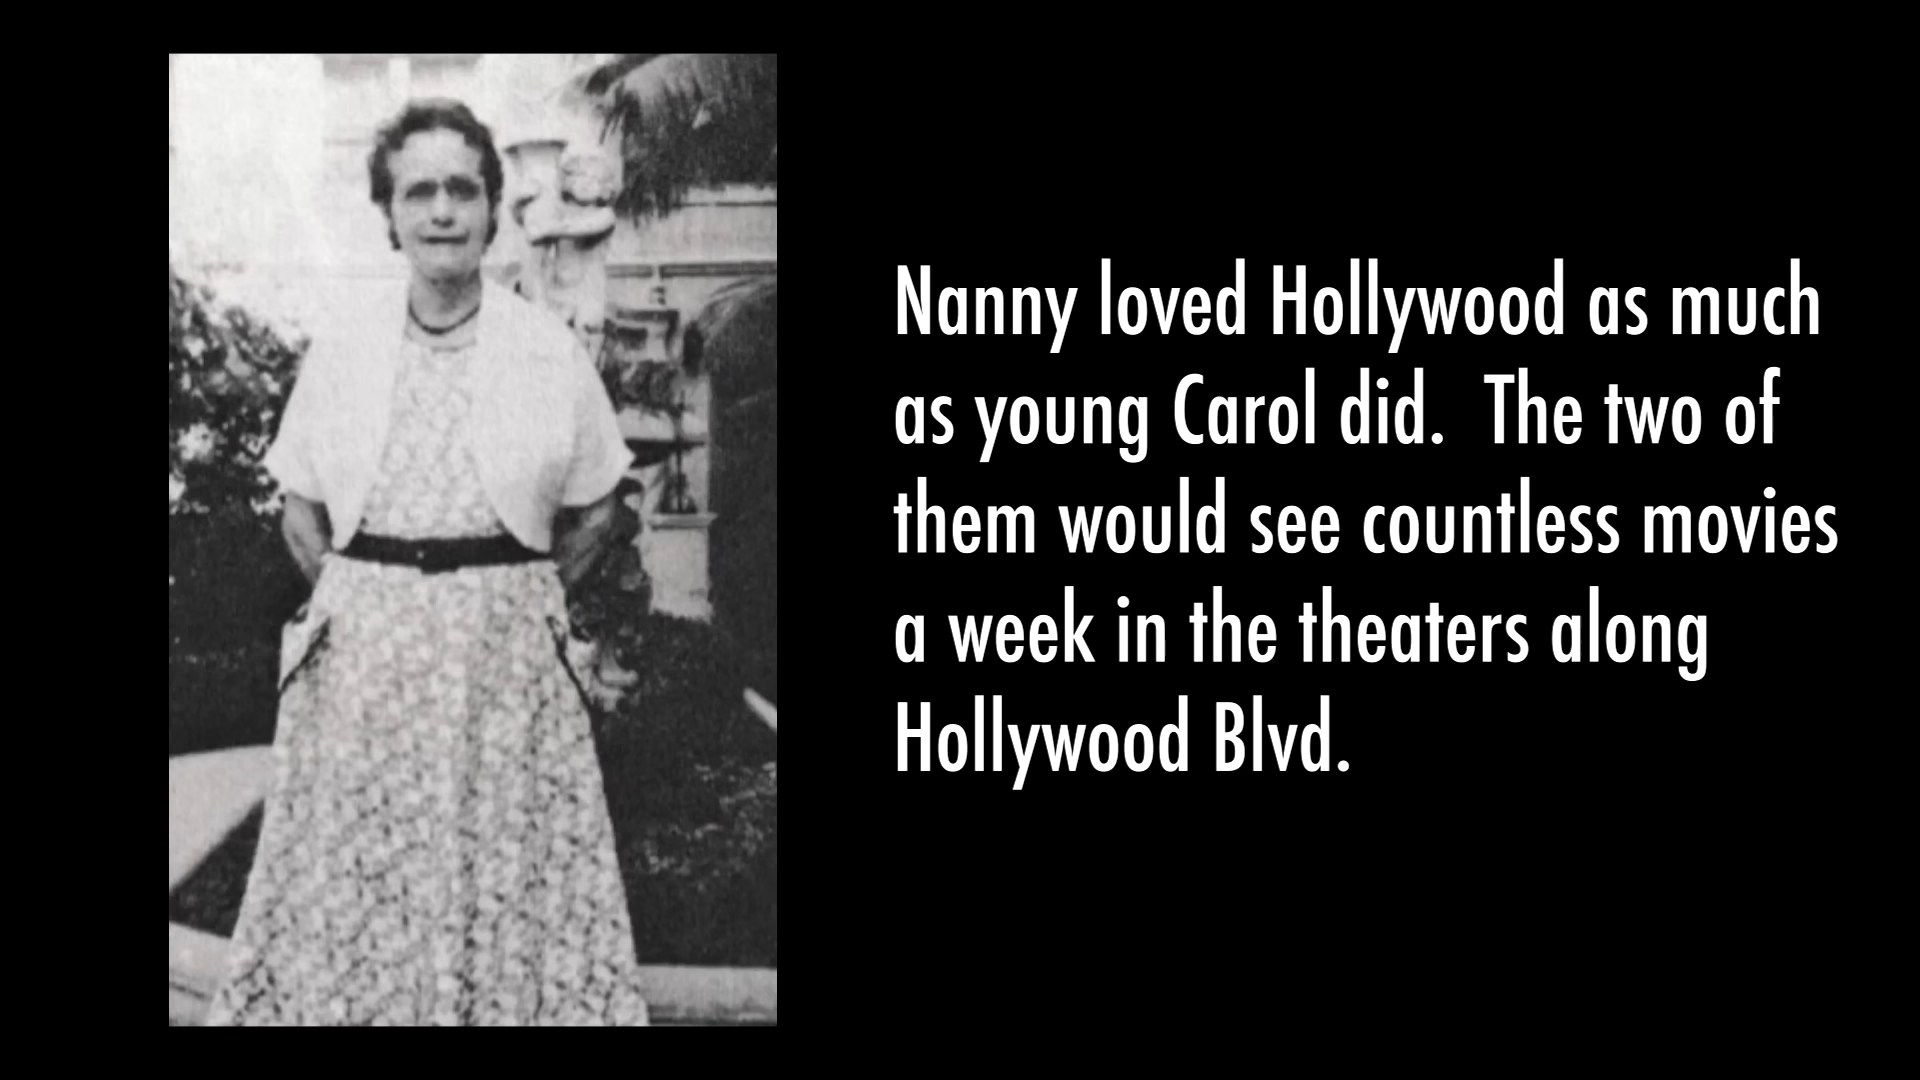 Nanny loved Hollywood as much
as young Carol did.  The two of
them would see countless movies
a week in the theaters along
Hollywood Blvd.